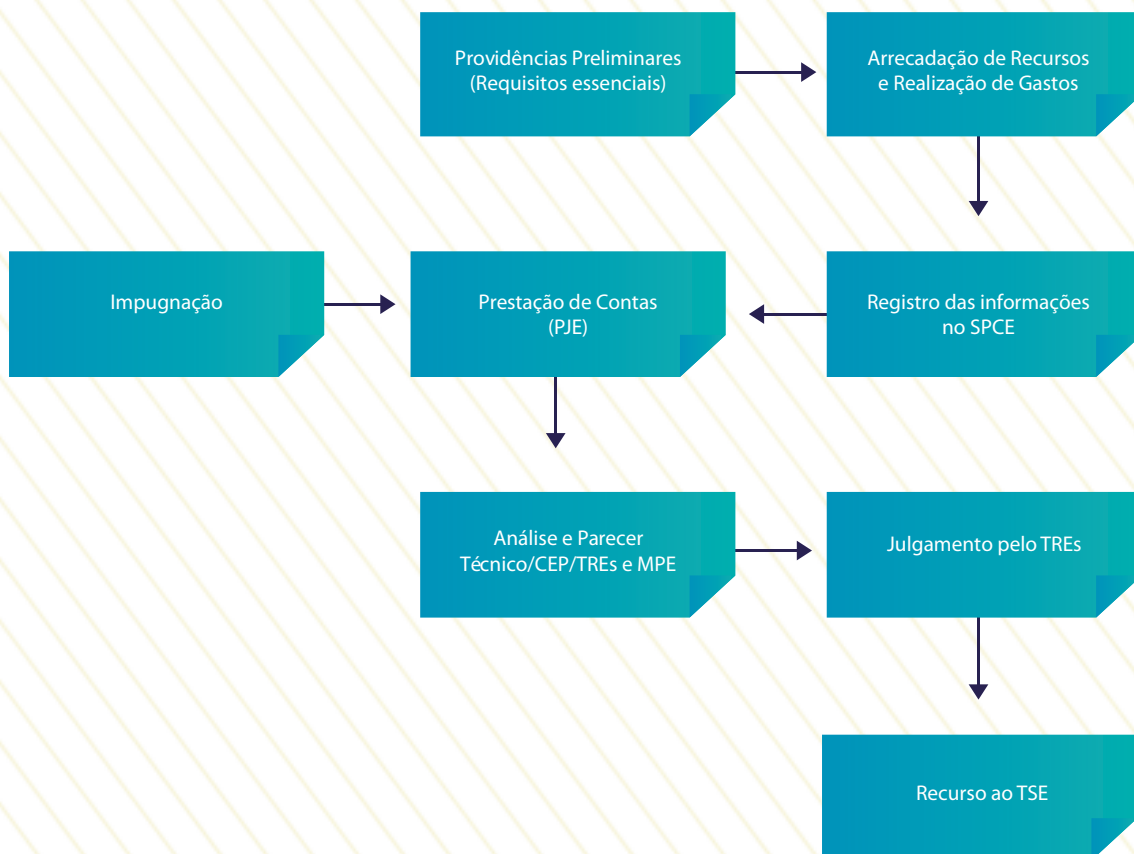 Providências Preliminares
(Requisitos essenciais)
Arrecadação de Recursos
e Realização de Gastos
Impugnação
Prestação de Contas
(PJE)
Registro das informações
no SPCE
Análise e Parecer
Técnico/CEP/TREs e MPE
Julgamento pelo TREs
Recurso ao TSE